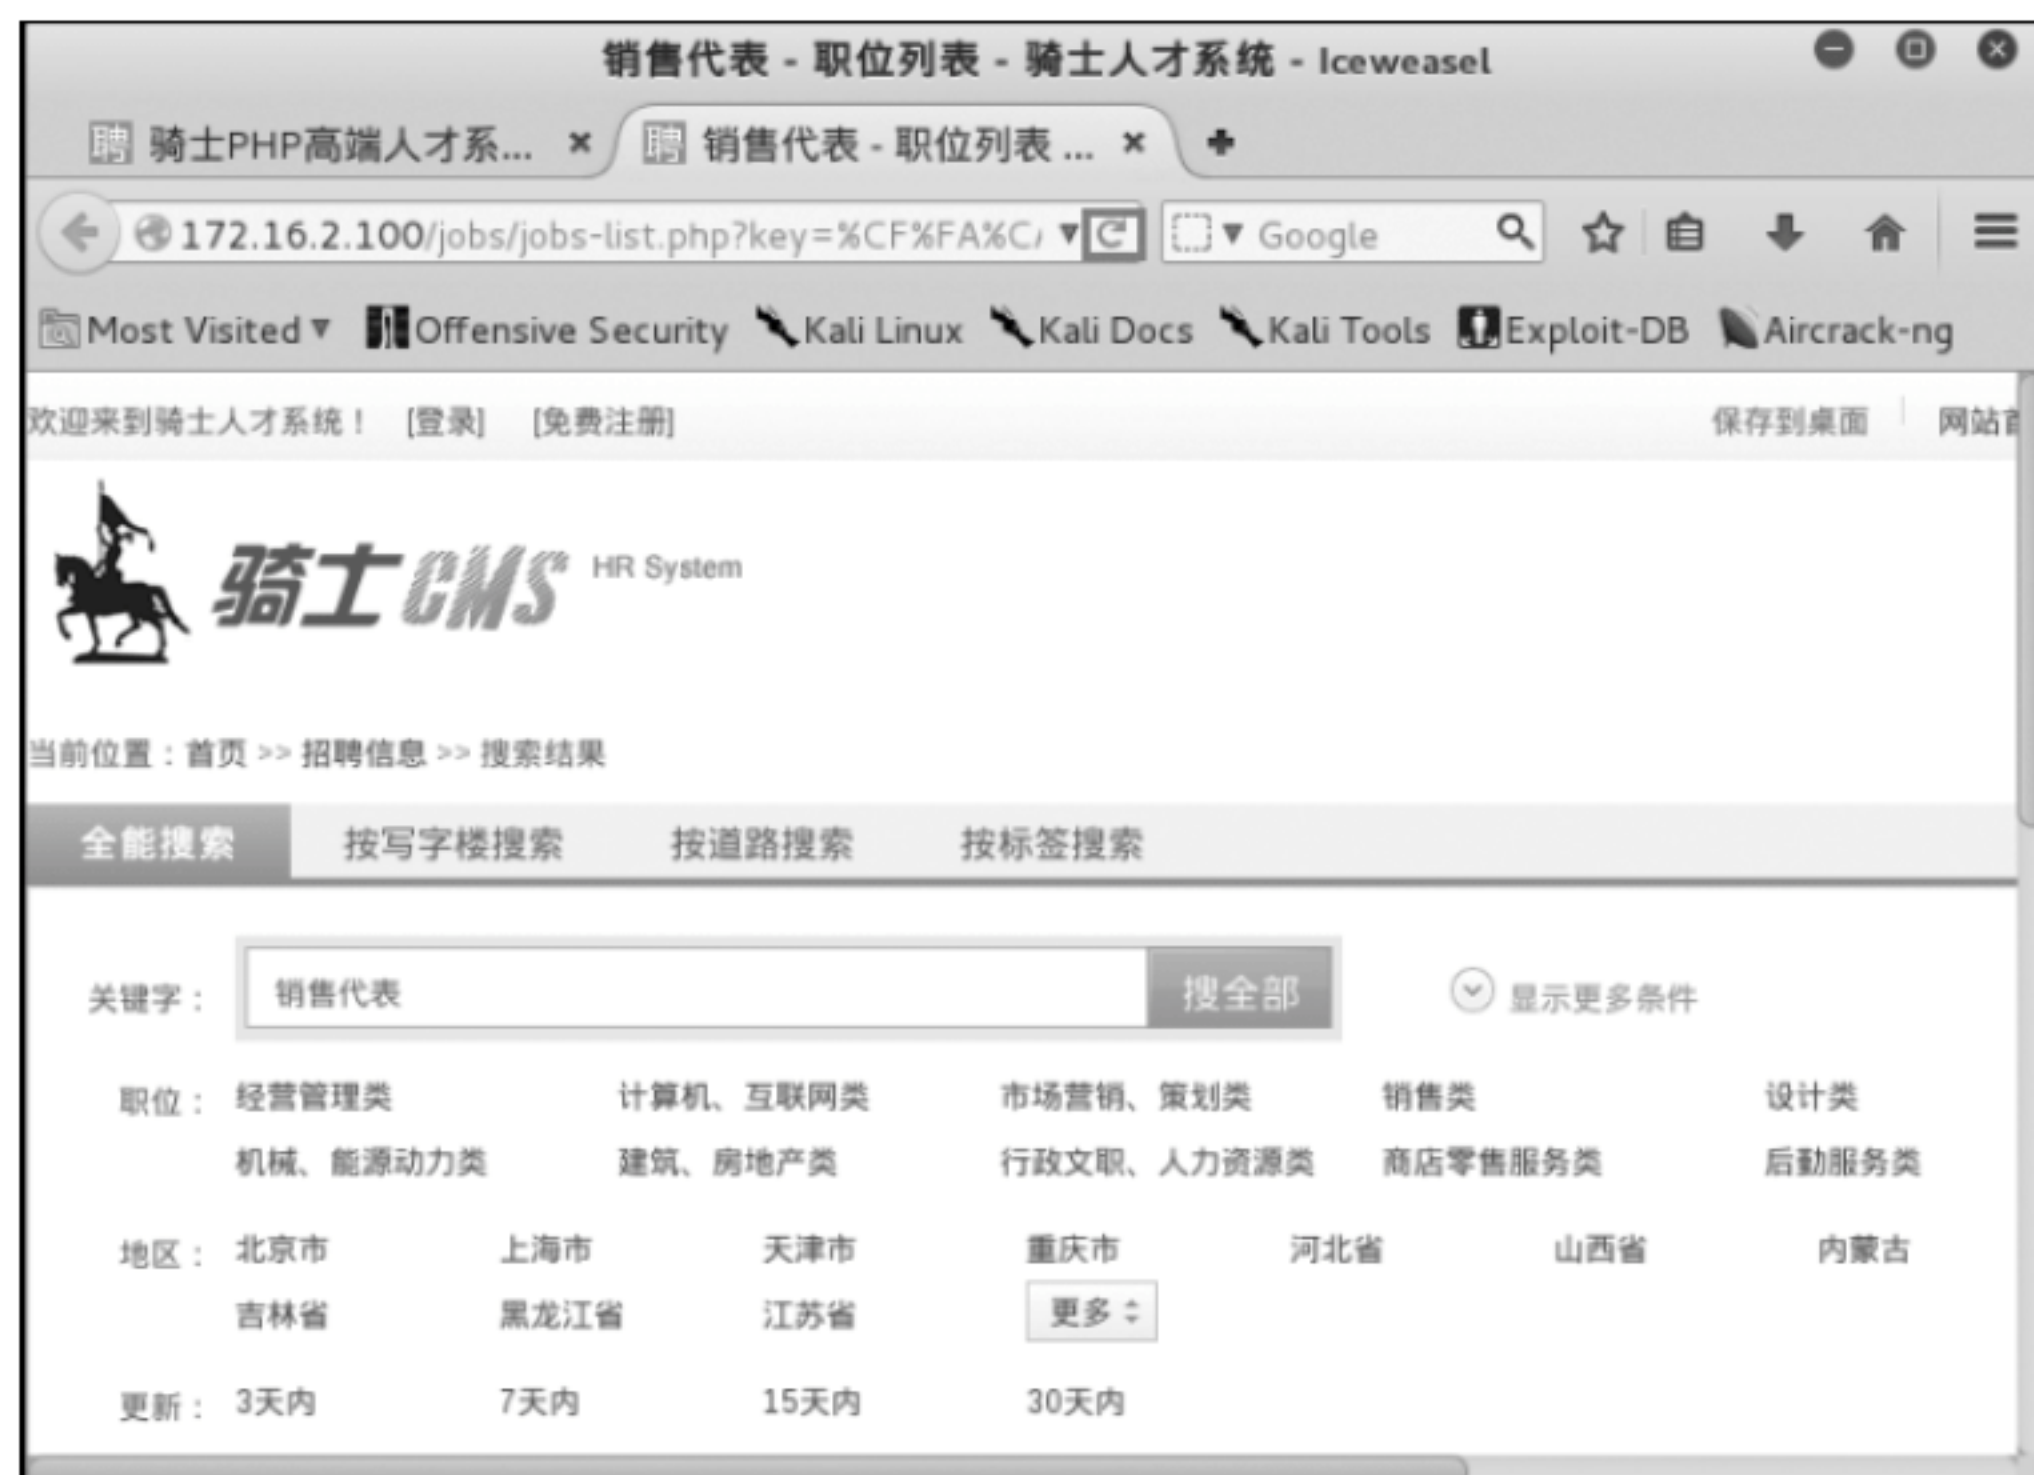 销售代表 - 职位列表 - 骑士人才系统 - Iceweasel
骑士PHP高端人才系... 销售代表 - 职位列表 ...
172.16.2.100/jobs/jobs-list.php?key=%CF%FA%C Google
Most Visited Offensive Security Kali Linux Kali Docs Kali Tools Exploit-DB Aircrack-ng
欢迎来到骑士人才系统！ [登录] [免费注册] 保存到桌面 网站首
骑士CMS HR System
当前位置：首页 >> 招聘信息 >> 搜索结果
全能搜索 按写字楼搜索 按道路搜索 按标签搜索
关键字： 销售代表 搜全部 显示更多条件
职位： 经营管理类 计算机、互联网类 市场营销、策划类 销售类 设计类
机械、能源动力类 建筑、房地产类 行政文职、人力资源类 商店零售服务类 后勤服务类
地区： 北京市 上海市 天津市 重庆市 河北省 山西省 内蒙古
吉林省 黑龙江省 江苏省 更多
更新： 3天内 7天内 15天内 30天内